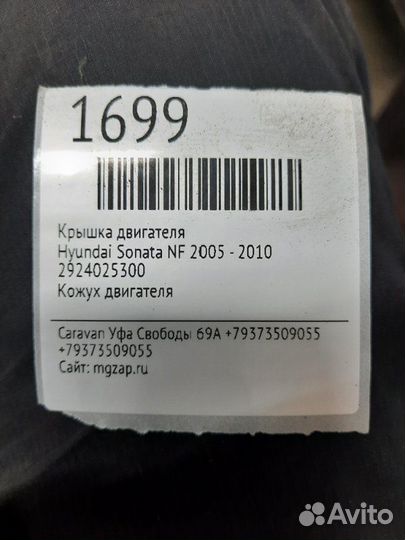 1699
Крышка двигателя
Hyundai Sonata NF 2005 - 2010
2924025300
Кожух двигателя
Caravan Уфа Свободы 69А +79373509055
+79373509055
Сайт: mgzap.ru
Avito